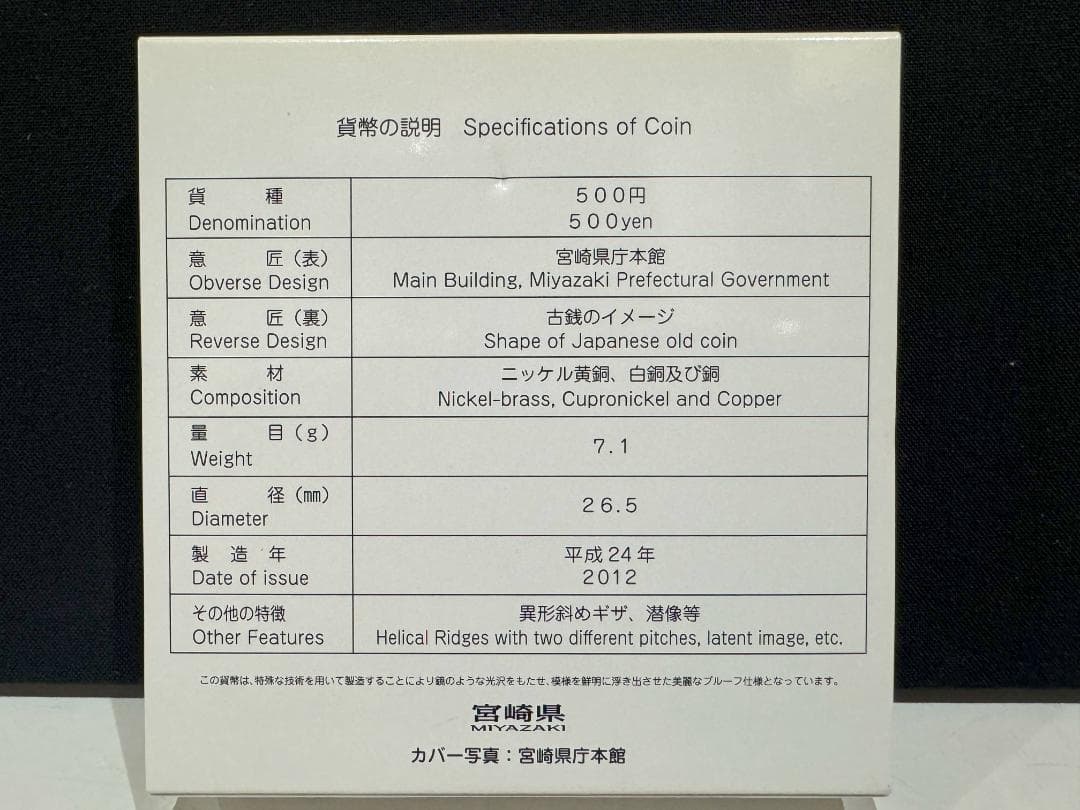 貨幣の説明 Specifications of Coin
貨 種
Denomination
５００円
５００yen
意 匠（表）
Obverse Design
宮崎県庁本館
Main Building, Miyazaki Prefectural Government
意 匠（裏）
Reverse Design
古銭のイメージ
Shape of Japanese old coin
素 材
Composition
ニッケル黄銅、白銅及び銅
Nickel-brass, Cupronickel and Copper
量 目（ｇ）
Weight
７.１
直 径（㎜）
Diameter
２６.５
製 造 年
Date of issue
平成２４年
２０１２
その他の特徴
Other Features
異形斜めギザ、潜像等
Helical Ridges with two different pitches, latent image, etc.
この貨幣は、特殊な技術を用いて製造することにより鏡のような光沢をもたせ、模様を鮮明に浮き出させた美麗なプルーフ仕様となっています。
宮崎県
MIYAZAKI
カバー写真：宮崎県庁本館